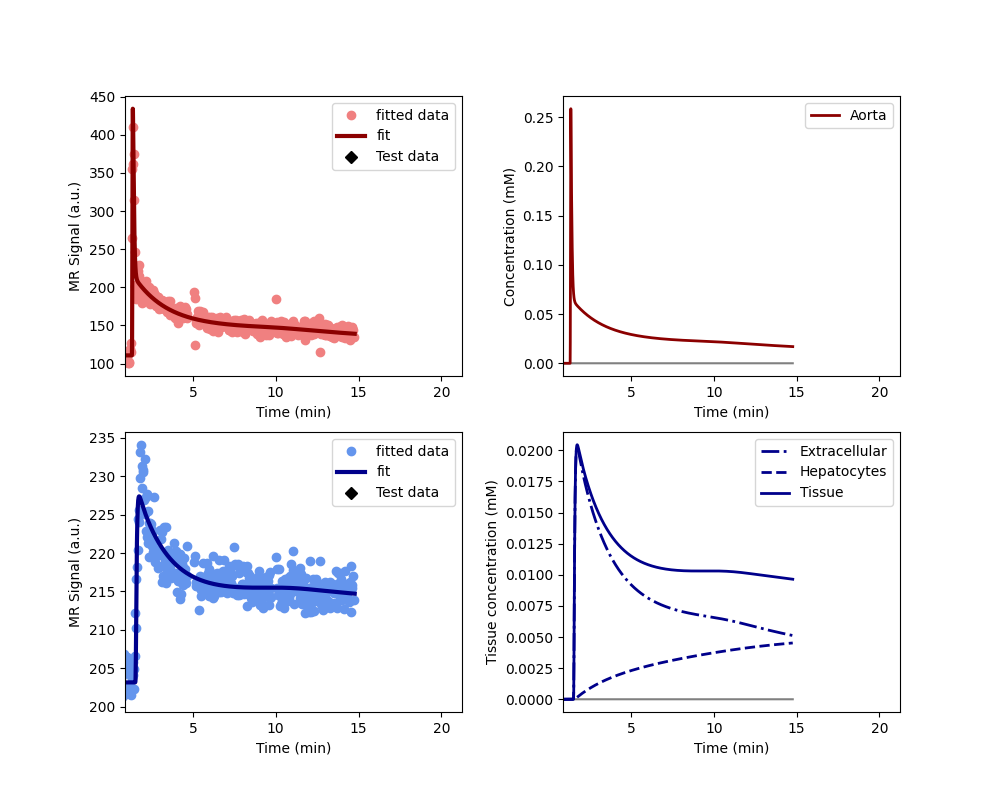 450
400
350
300
250
200
150
100
MR Signal (a.u.)
fitted data
fit
Test data
5
10
15
20
Time (min)
0.25
0.20
0.15
0.10
0.05
0.00
Concentration (mM)
Aorta
5
10
15
20
Time (min)
235
230
225
220
215
210
205
200
MR Signal (a.u.)
fitted data
fit
Test data
5
10
15
20
Time (min)
0.0200
0.0175
0.0150
0.0125
0.0100
0.0075
0.0050
0.0025
0.0000
Tissue concentration (mM)
Extracellular
Hepatocytes
Tissue
5
10
15
20
Time (min)